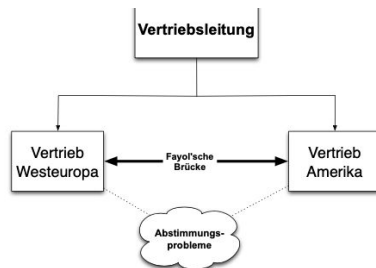 Vertriebsleitung
Vertrieb
Westeuropa
Fayol'sche
Brücke
Vertrieb
Amerika
Abstimmungs-
probleme